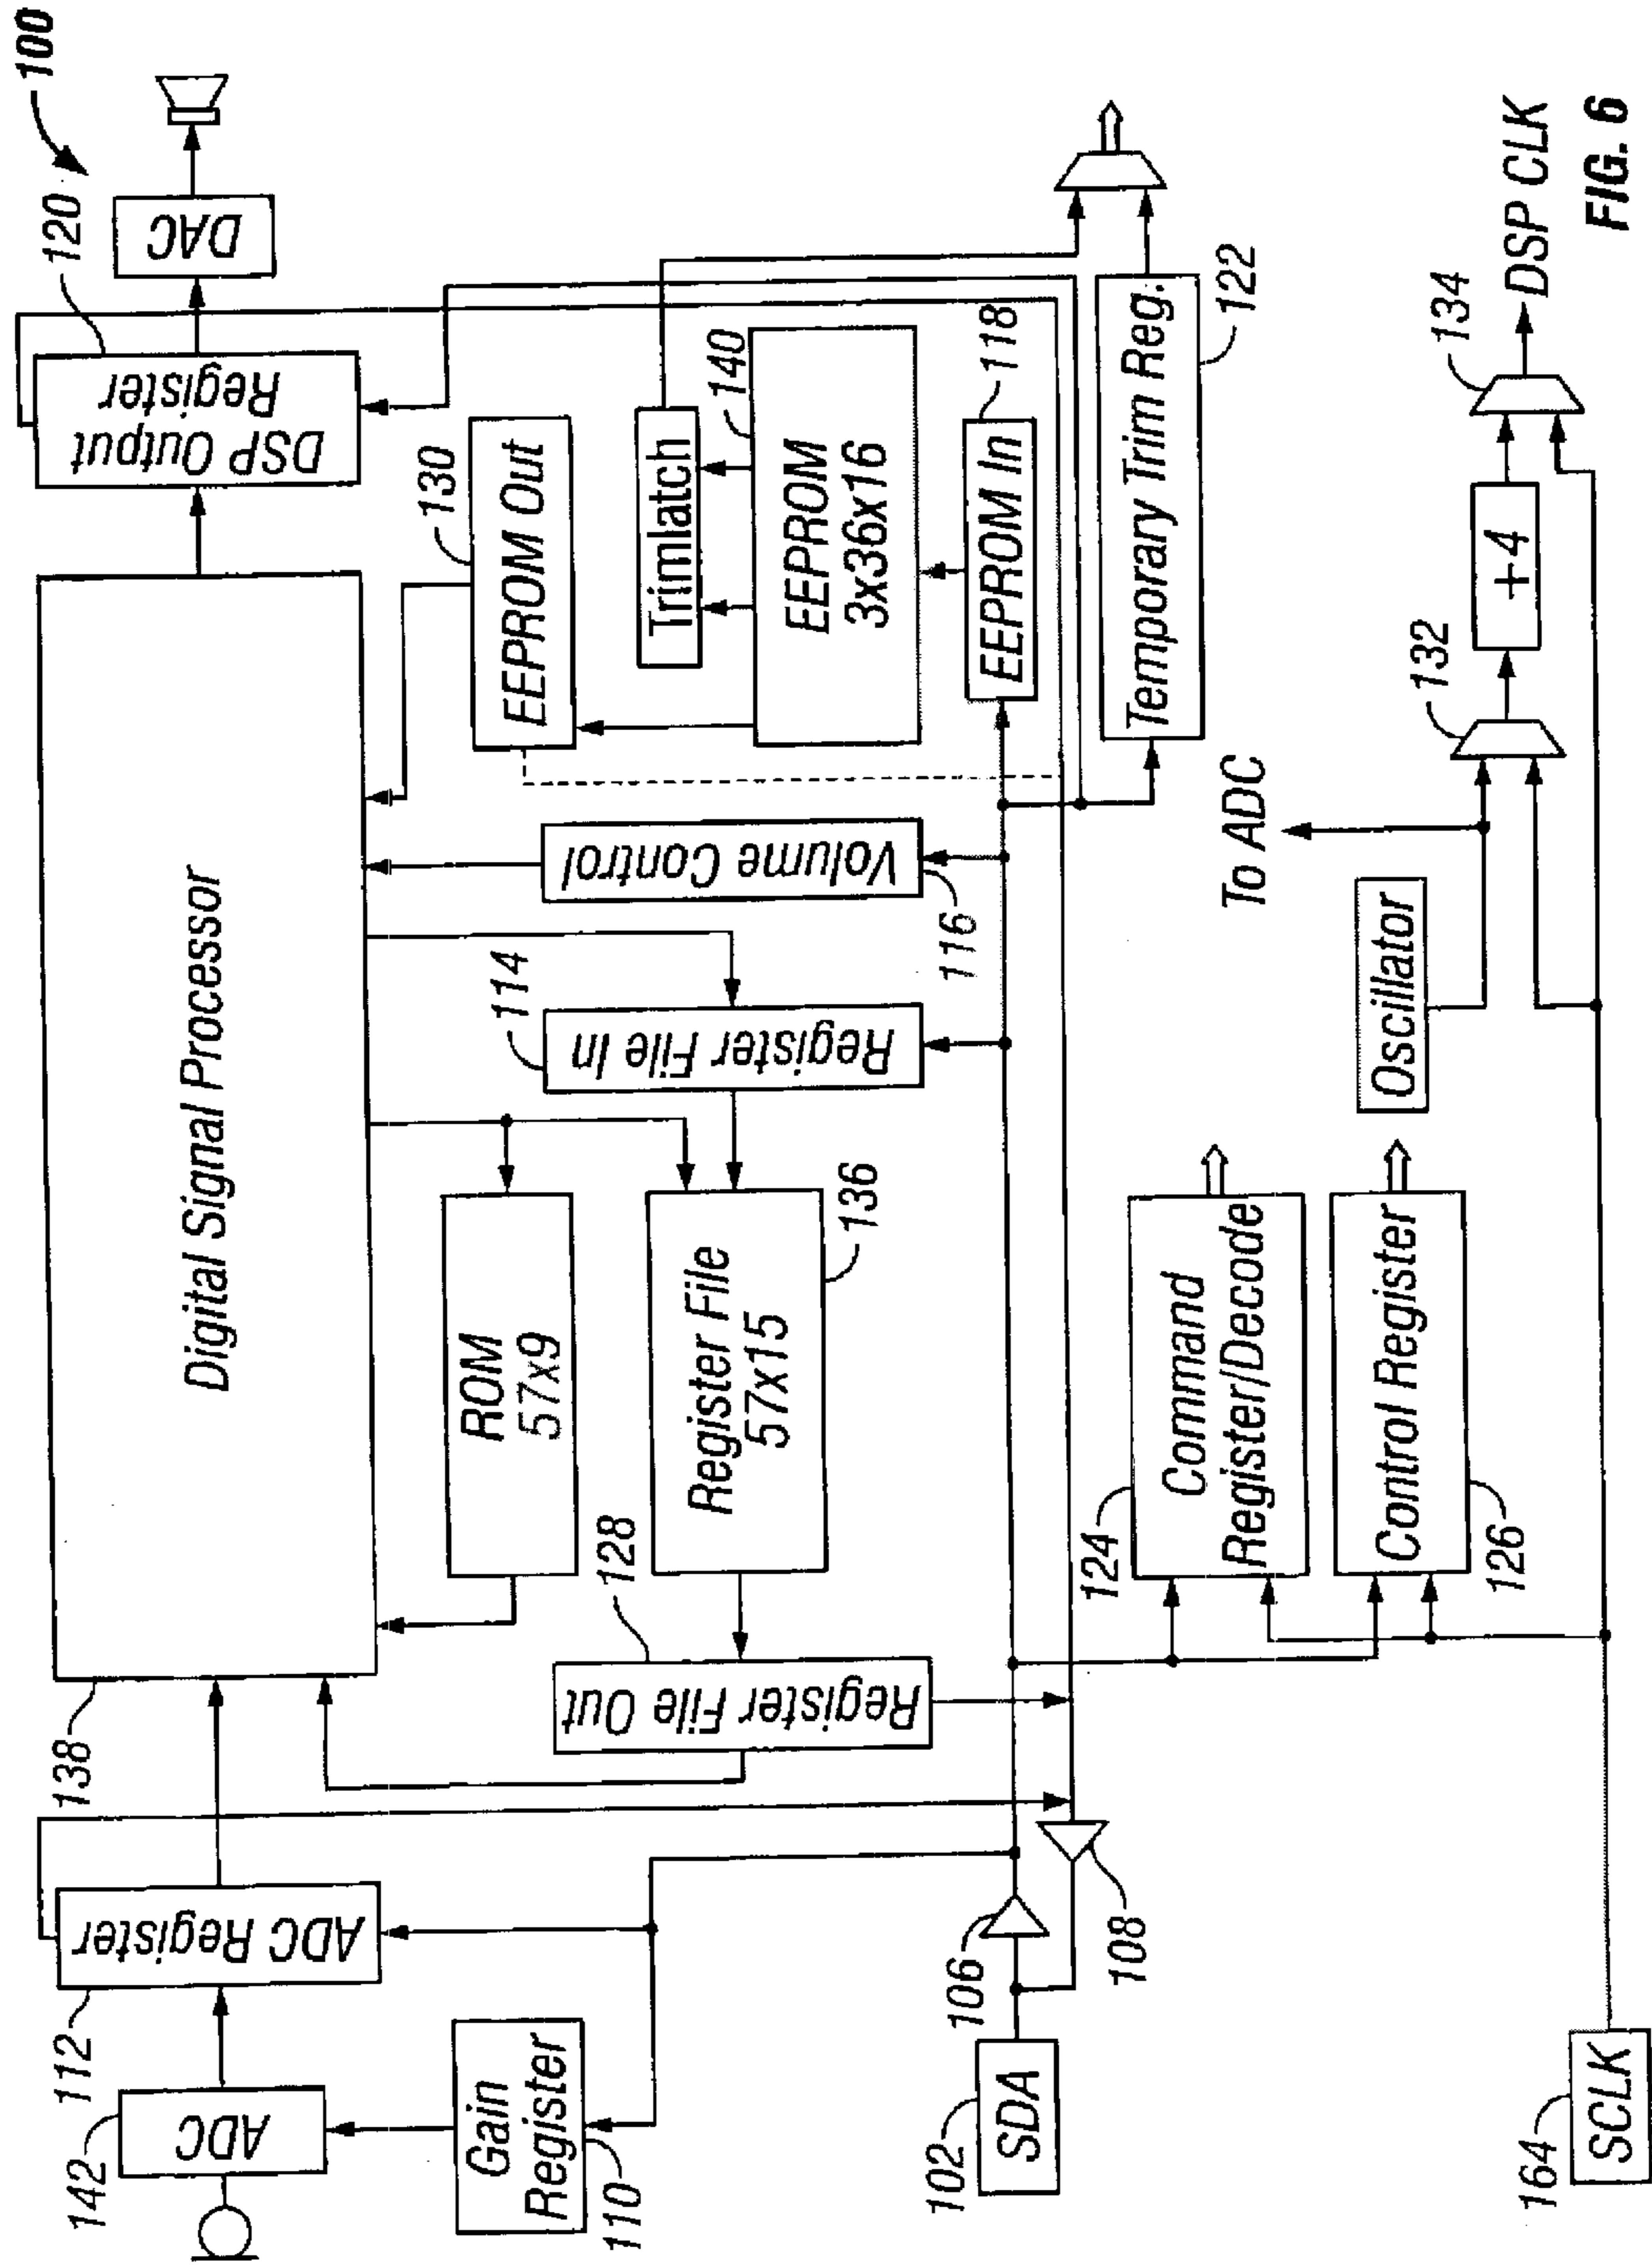 100
120
DAC
DSP Output
Register
138
Digital Signal Processor
142
112
ADC
ADC Register
Gain
Register
110
128
Register File Out
ROM
57x9
Register File
57x15
136
114
Register File In
116
Volume Control
130
EEPROM Out
Trimlatch
140
EEPROM
3x36x16
EEPROM In
118
Temporary Trim Reg.
122
102
SDA
106
108
124
Command
Register/Decode
Control Register
126
To ADC
Oscillator
132
+4
134
DSP CLK
164
SCLK
FIG. 6